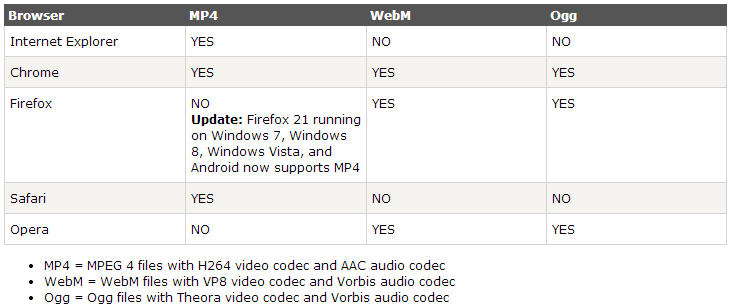 Browser MP4 WebM Ogg
Internet Explorer YES NO NO
Chrome YES YES YES
Firefox NO YES YES
Update: Firefox 21 running
on Windows 7, Windows
8, Windows Vista, and
Android now supports MP4
Safari YES NO NO
Opera NO YES YES
• MP4 = MPEG 4 files with H264 video codec and AAC audio codec
• WebM = WebM files with VP8 video codec and Vorbis audio codec
• Ogg = Ogg files with Theora video codec and Vorbis audio codec